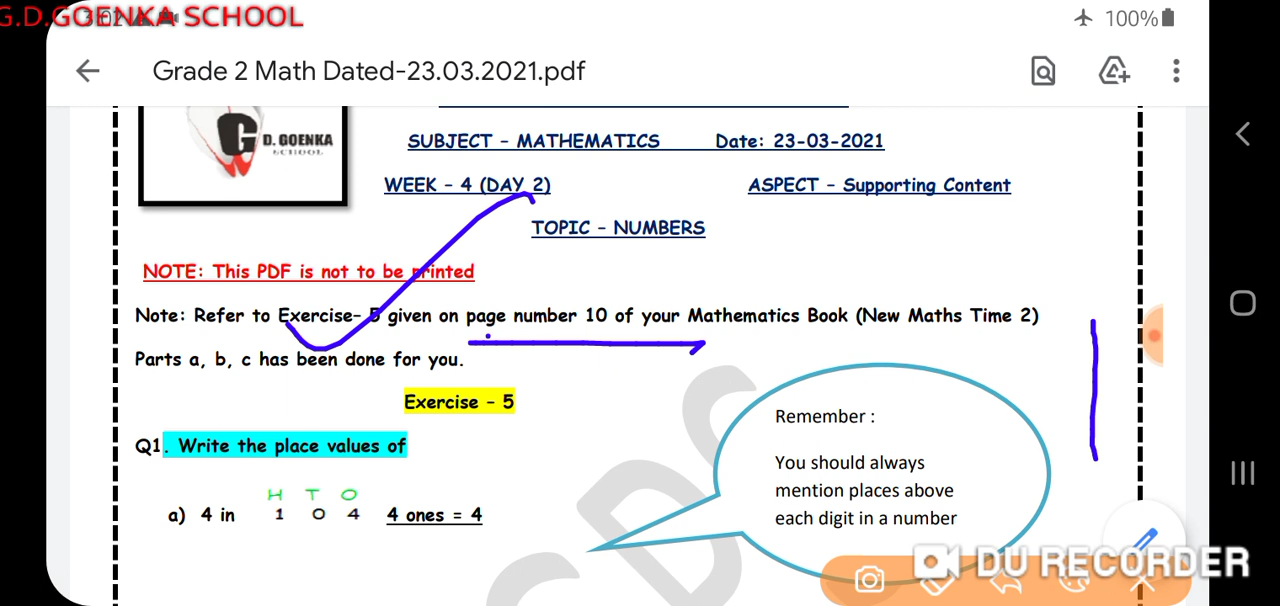 G.D.GOENKA SCHOOL
3:02 100%
Grade 2 Math Dated-23.03.2021.pdf
G D. GOENKA
SCHOOL
SUBJECT - MATHEMATICS Date: 23-03-2021
WEEK - 4 (DAY 2) ASPECT - Supporting Content
TOPIC - NUMBERS
NOTE: This PDF is not to be printed
Note: Refer to Exercise- 5 given on page number 10 of your Mathematics Book (New Maths Time 2)
Parts a, b, c has been done for you.
Exercise - 5
Q1. Write the place values of
H T O
a) 4 in 1 0 4 4 ones = 4
Remember :
You should always
mention places above
each digit in a number
DU RECORDER